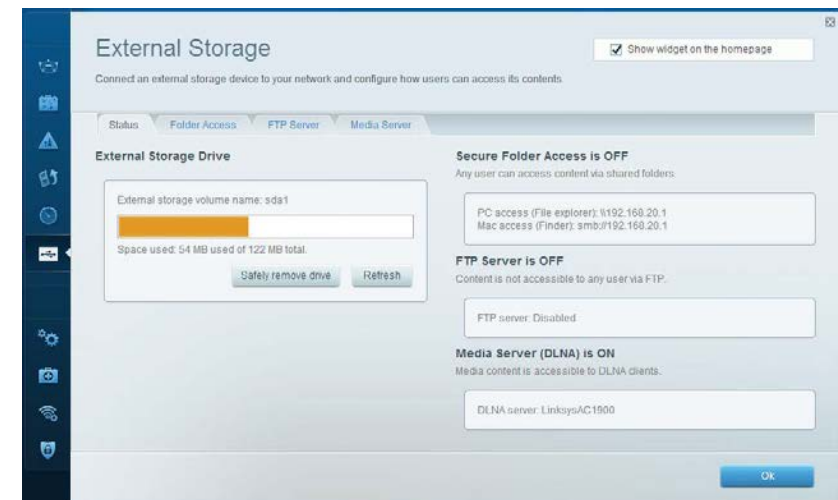 External Storage
Show widget on the homepage
Connect an external storage device to your network and configure how users can access its contents.
Status
Folder Access
FTP Server
Media Server
External Storage Drive
External storage volume name: sda1
Space used: 54 MB used of 122 MB total.
Safely remove drive
Refresh
Secure Folder Access is OFF
Any user can access content via shared folders.
PC access (File explorer): \\192.168.20.1
Mac access (Finder): smb://192.168.20.1
FTP Server is OFF
Content is not accessible to any user via FTP.
FTP server: Disabled
Media Server (DLNA) is ON
Media content is accessible to DLNA clients.
DLNA server: LinksysAC1900
Ok